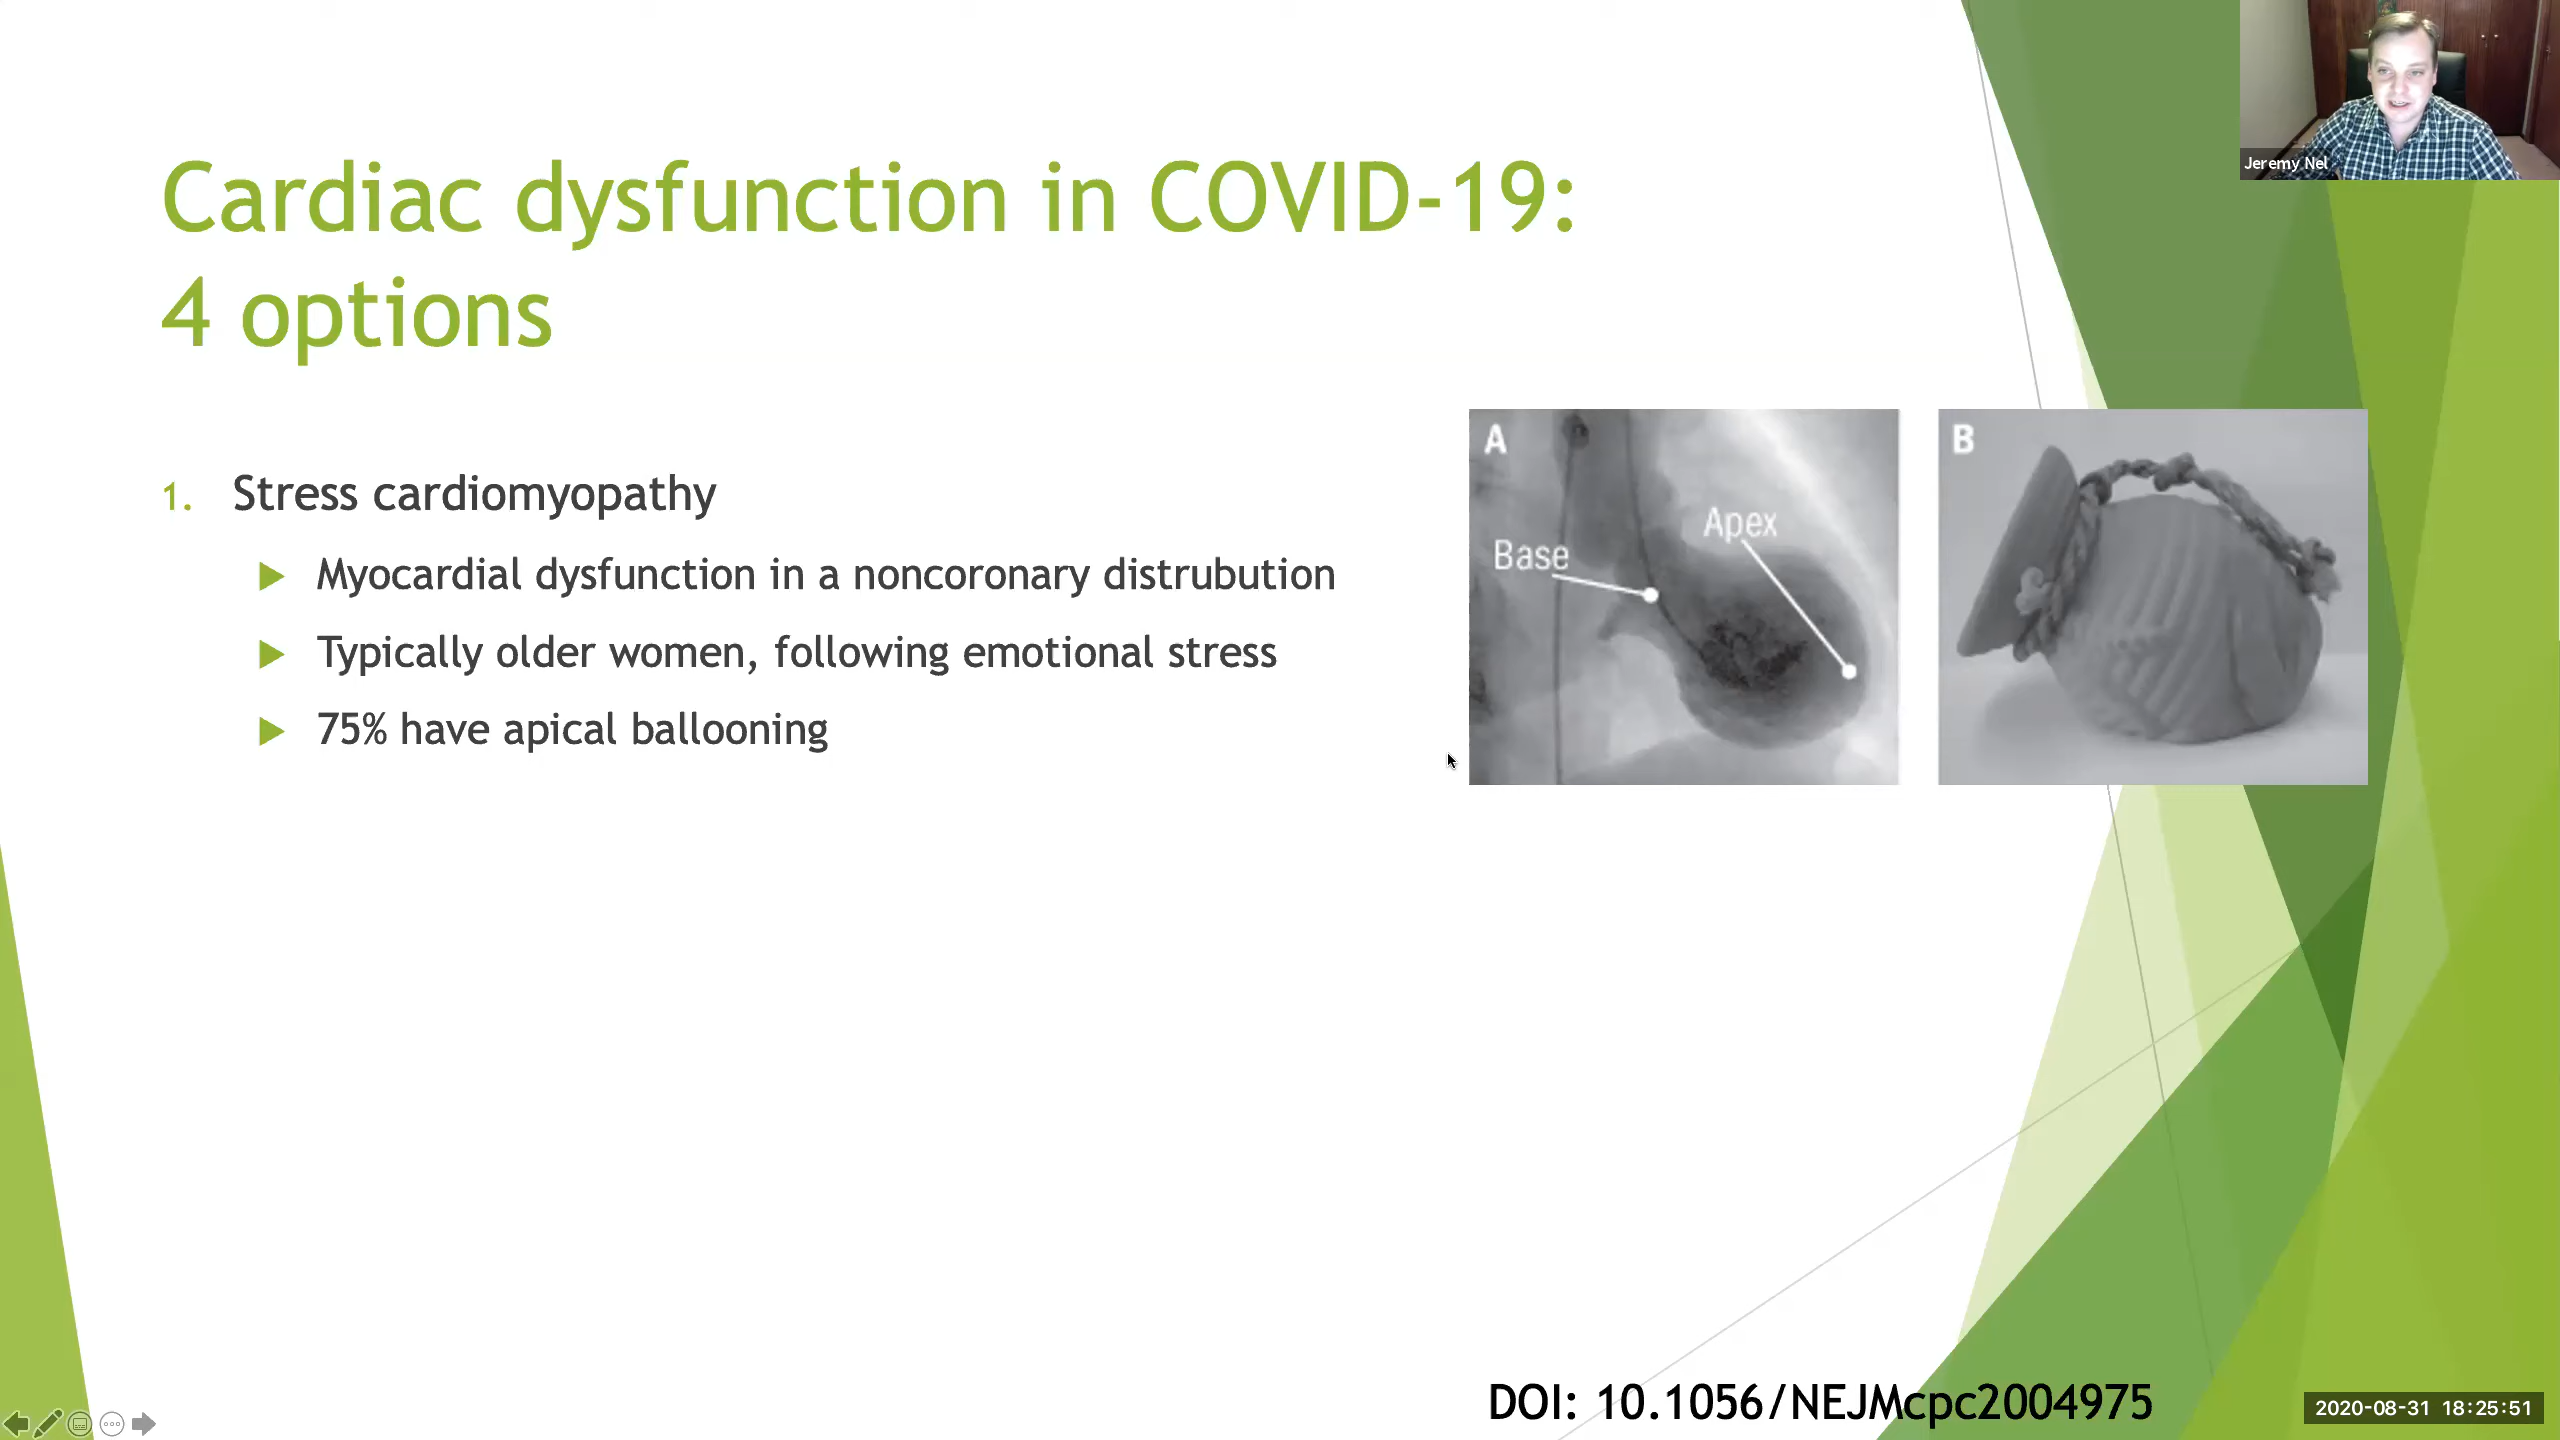 Jeremy Nel
Cardiac dysfunction in COVID-19:
4 options
1. Stress cardiomyopathy
Myocardial dysfunction in a noncoronary distrubution
Typically older women, following emotional stress
75% have apical ballooning
A
Base
Apex
B
DOI: 10.1056/NEJMcpc2004975
2020-08-31 18:25:51